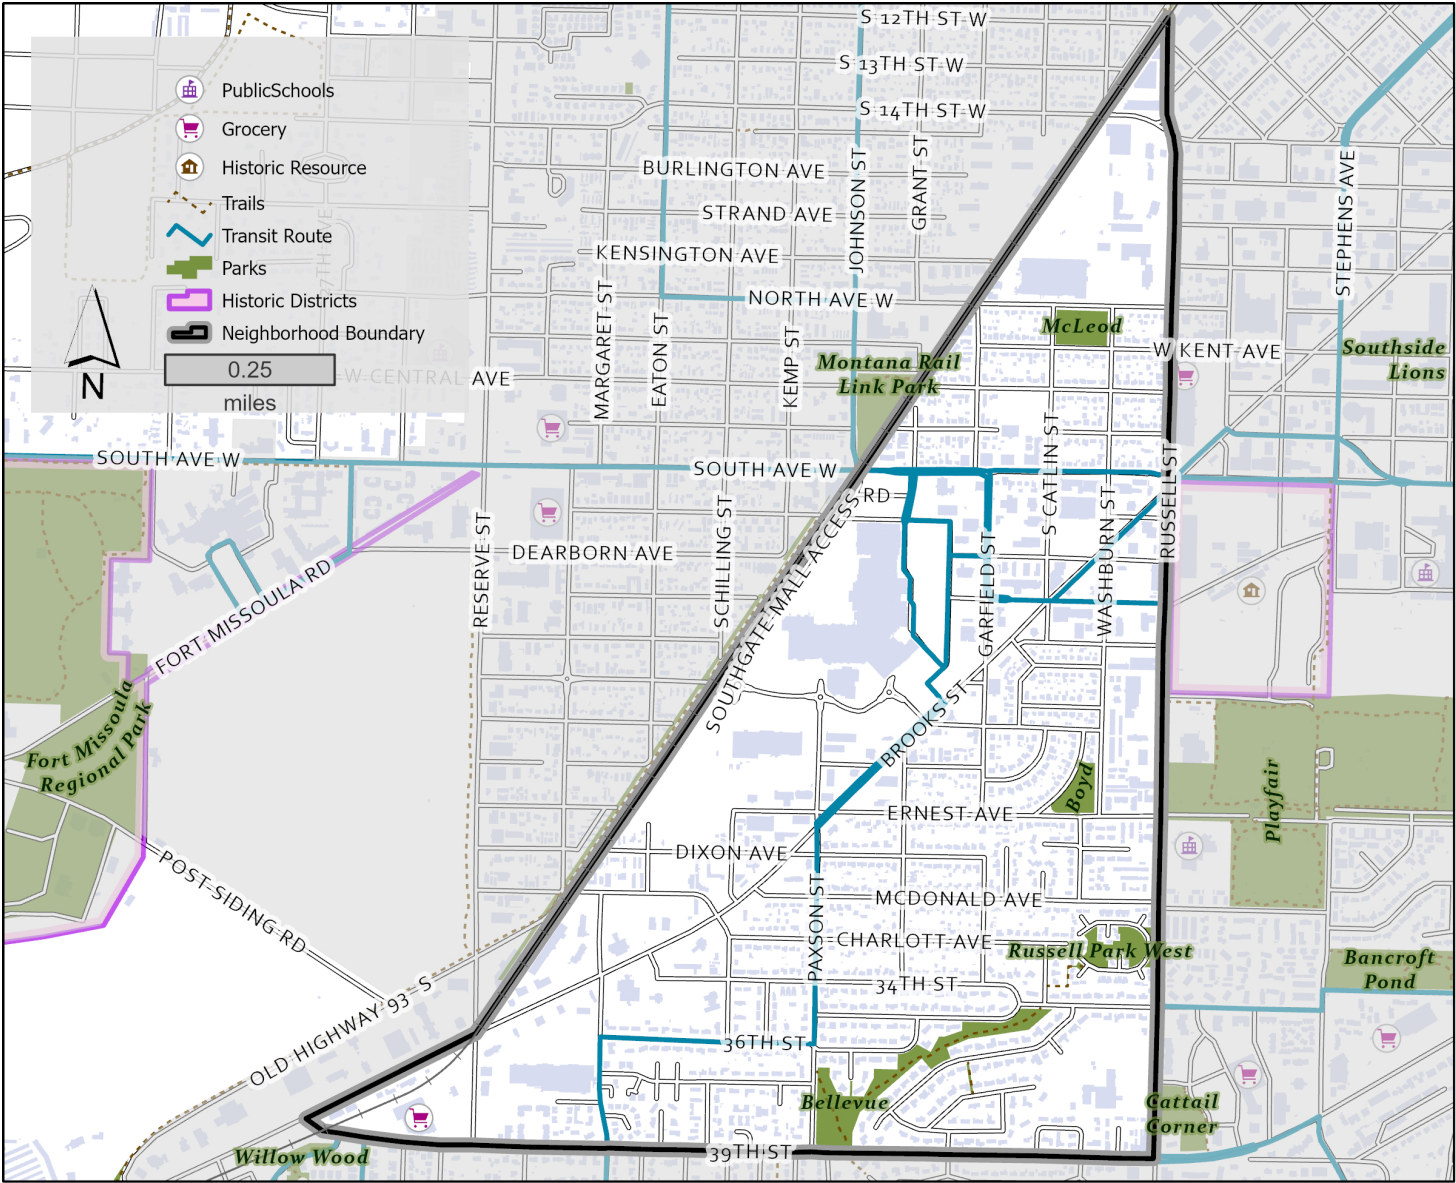 S 12TH ST W
S 13TH ST W
S 14TH ST W
PublicSchools
Grocery
Historic Resource
Trails
Transit Route
Parks
Historic Districts
Neighborhood Boundary
0.25
miles
N
BURLINGTON AVE
STRAND AVE
KENSINGTON AVE
NORTH AVE W
JOHNSON ST
GRANT ST
STEPHENS AVE
MARGARET ST
EATON ST
KEMP ST
W CENTRAL AVE
McLeod
W KENT AVE
Southside
Lions
Montana Rail
Link Park
SOUTH AVE W
SOUTH AVE W
RD
S CATLIN ST
WASHBURN ST
RUSSELL ST
GARFIELD ST
RESERVE ST
DEARBORN AVE
SCHILLING ST
SOUTHGATE MALL ACCESS
FORT MISSOULA RD
Fort Missoula
Regional Park
BROOKS ST
Boyd
Playfair
ERNEST AVE
DIXON AVE
POST SIDING RD
PAXSON ST
MCDONALD AVE
CHARLOTT AVE
Russell Park West
Bancroft
Pond
34TH ST
OLD HIGHWAY 93 S
36TH ST
Bellevue
Cattail
Corner
39TH ST
Willow Wood